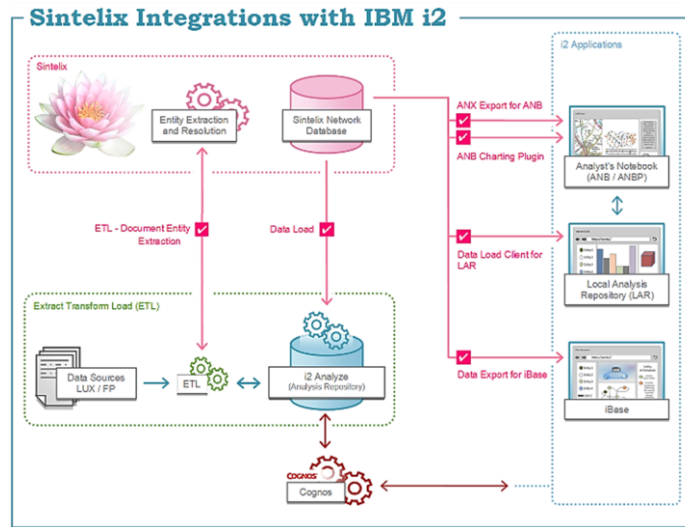 Sintelix Integrations with IBM i2
Sintelix
Entity Extraction
and Resolution
Sintelix Network
Database
i2 Applications
ANX Export for ANB
ANB Charting Plugin
Analyst's Notebook
(ANB / ANBP)
ETL - Document Entity
Extraction
Data Load
Data Load Client for
LAR
Local Analysis
Repository (LAR)
Extract Transform Load (ETL)
Data Sources
LUX / FP
ETL
i2 Analyze
(Analysis Repository)
Data Export for iBase
iBase
COGNOS
Cognos